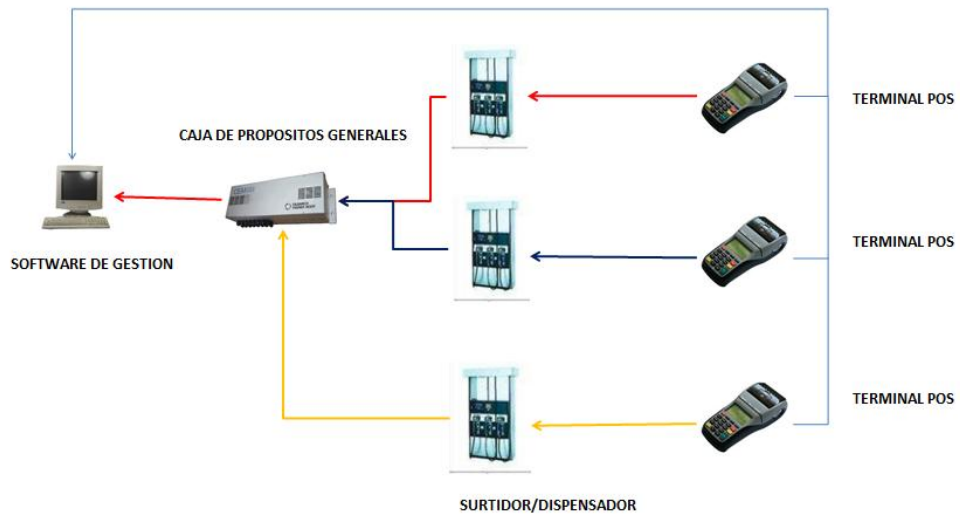 TERMINAL POS
CAJA DE PROPOSITOS GENERALES
TERMINAL POS
SOFTWARE DE GESTION
TERMINAL POS
SURTIDOR/DISPENSADOR